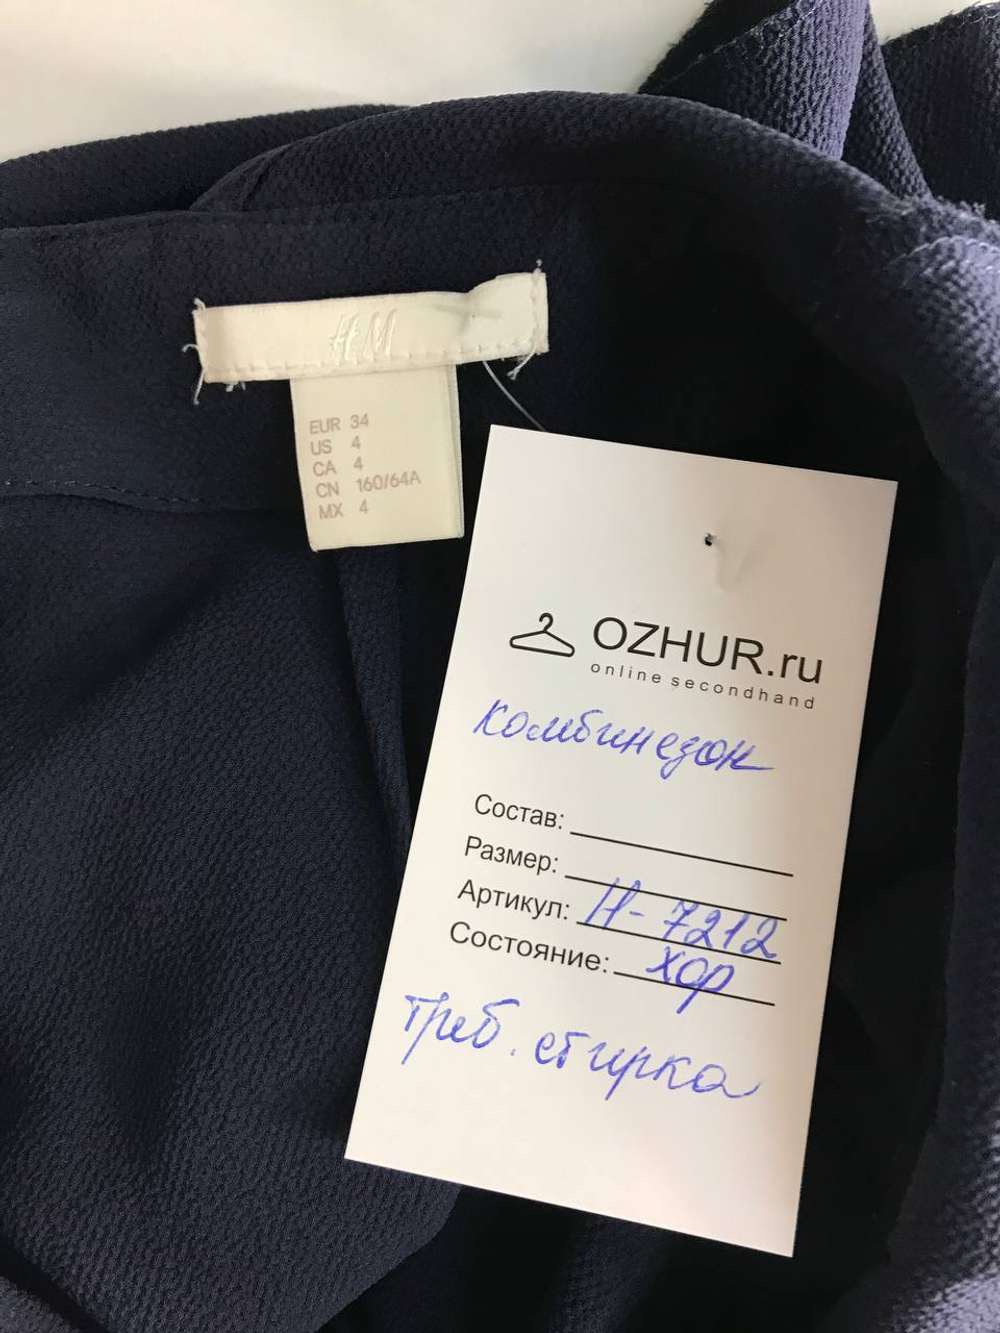 H&M
EUR 34
US 4
CA 4
CN 160/64A
MX 4
OZHUR.ru
online secondhand
комбинезон
Состав:
Размер:
Артикул: Н-7212
Состояние: хор
треб. стирка